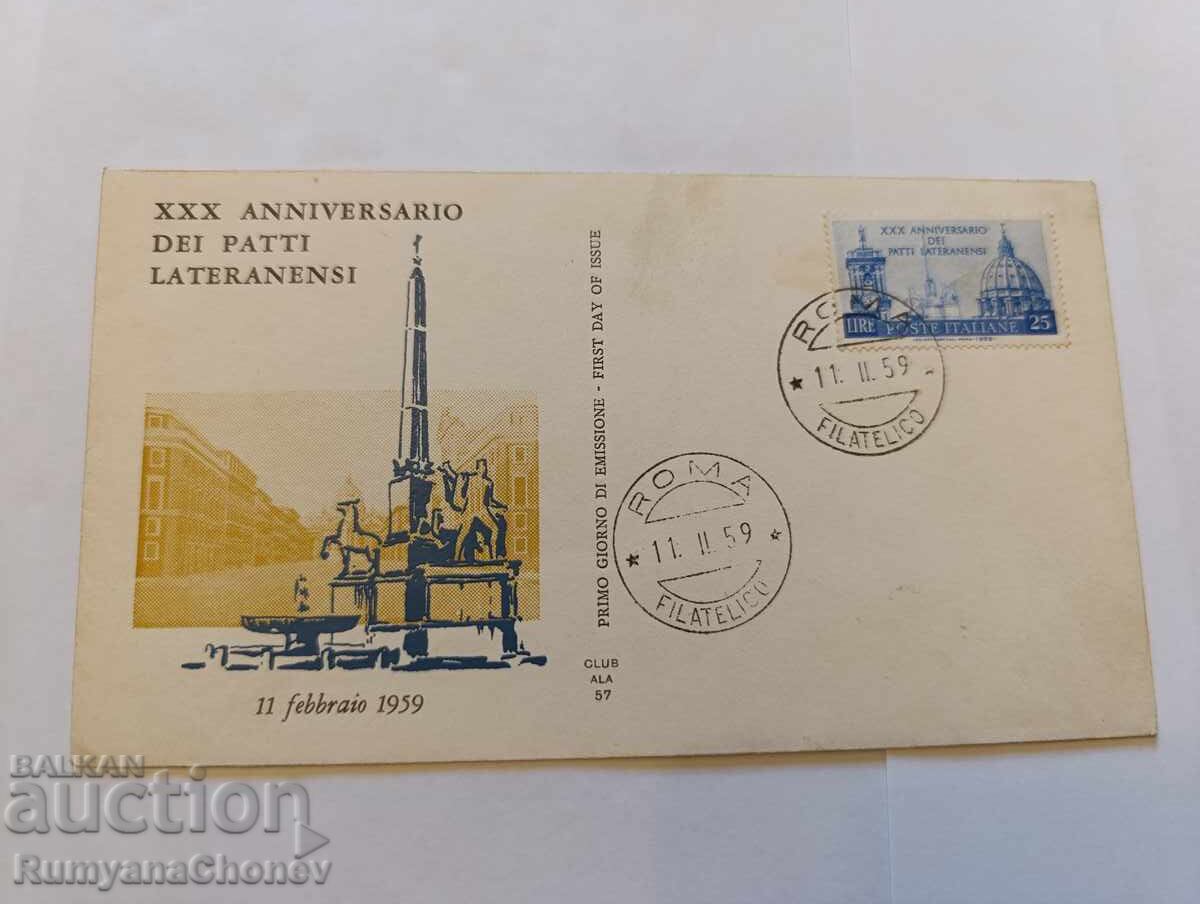 XXX ANNIVERSARIO
DEI PATTI
LATERANENSI
11 febbraio 1959
PRIMO GIORNO DI EMISSIONE - FIRST DAY OF ISSUE
CLUB
ALA
57
XXX ANNIVERSARIO
DEI
PATTI LATERANENSI
LIRE POSTE ITALIANE 25
ROMA
11. II. 59
FILATELICO
ROMA
11. II. 59
FILATELICO
BALKAN
auction
RumyanaChonev